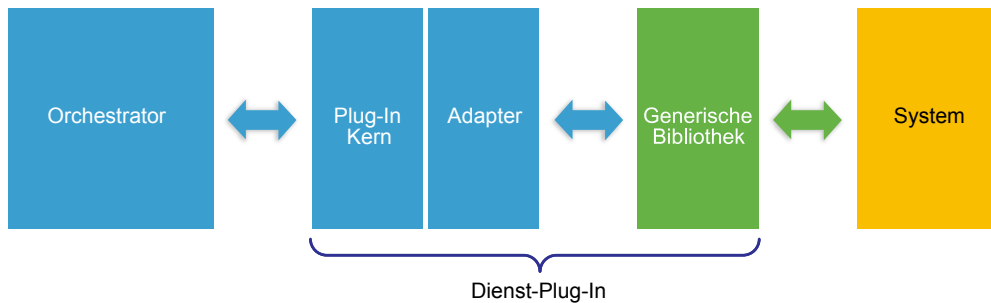 Orchestrator
Plug-In
Kern
Adapter
Generische
Bibliothek
System
Dienst-Plug-In